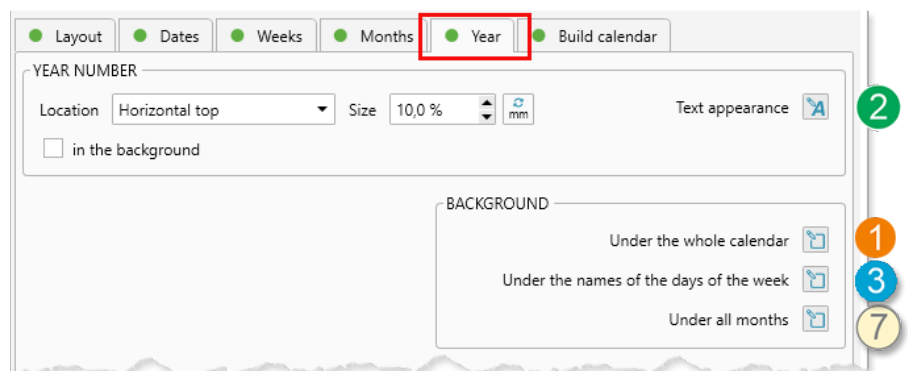 Layout Dates Weeks Months Year Build calendar
YEAR NUMBER
Location Horizontal top Size 10,0 % mm Text appearance A 2
in the background
BACKGROUND
Under the whole calendar 1
Under the names of the days of the week 3
Under all months 7